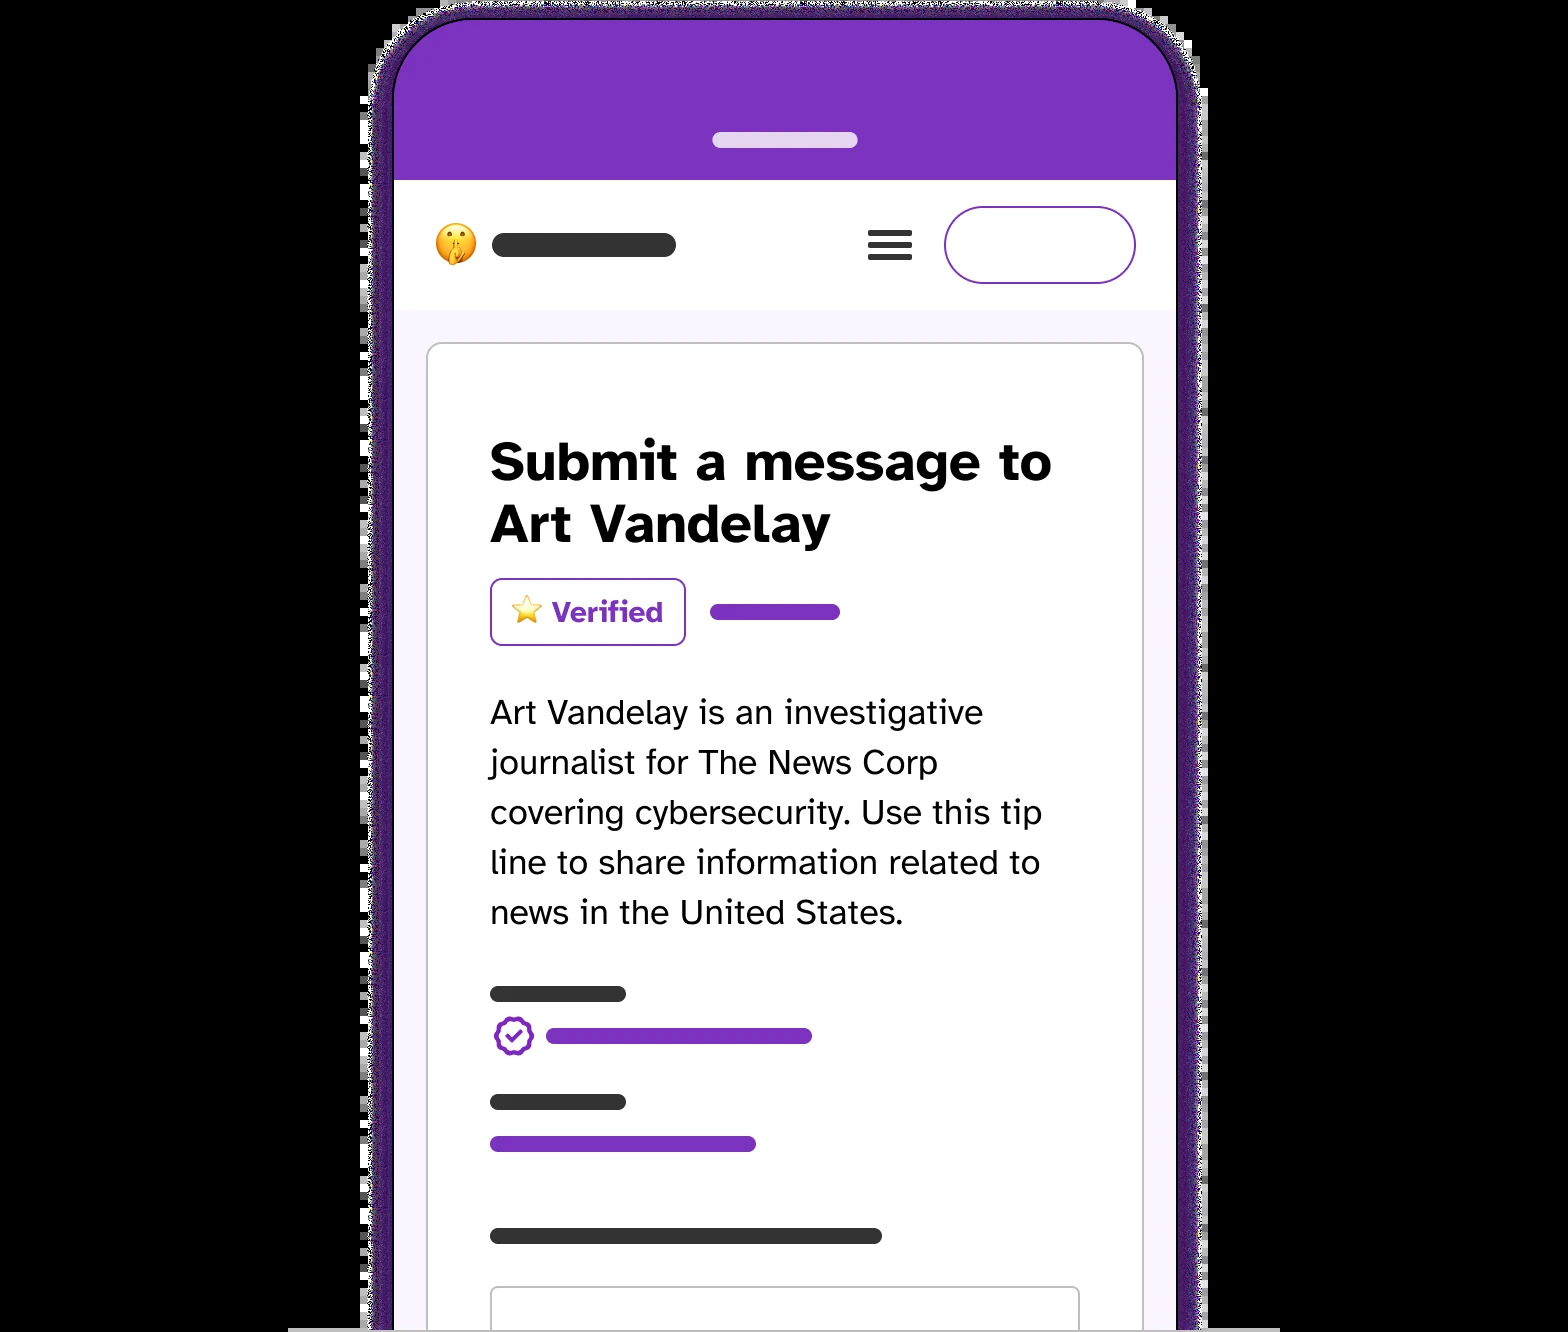 Submit a message to
Art Vandelay
Verified
Art Vandelay is an investigative
journalist for The News Corp
covering cybersecurity. Use this tip
line to share information related to
news in the United States.